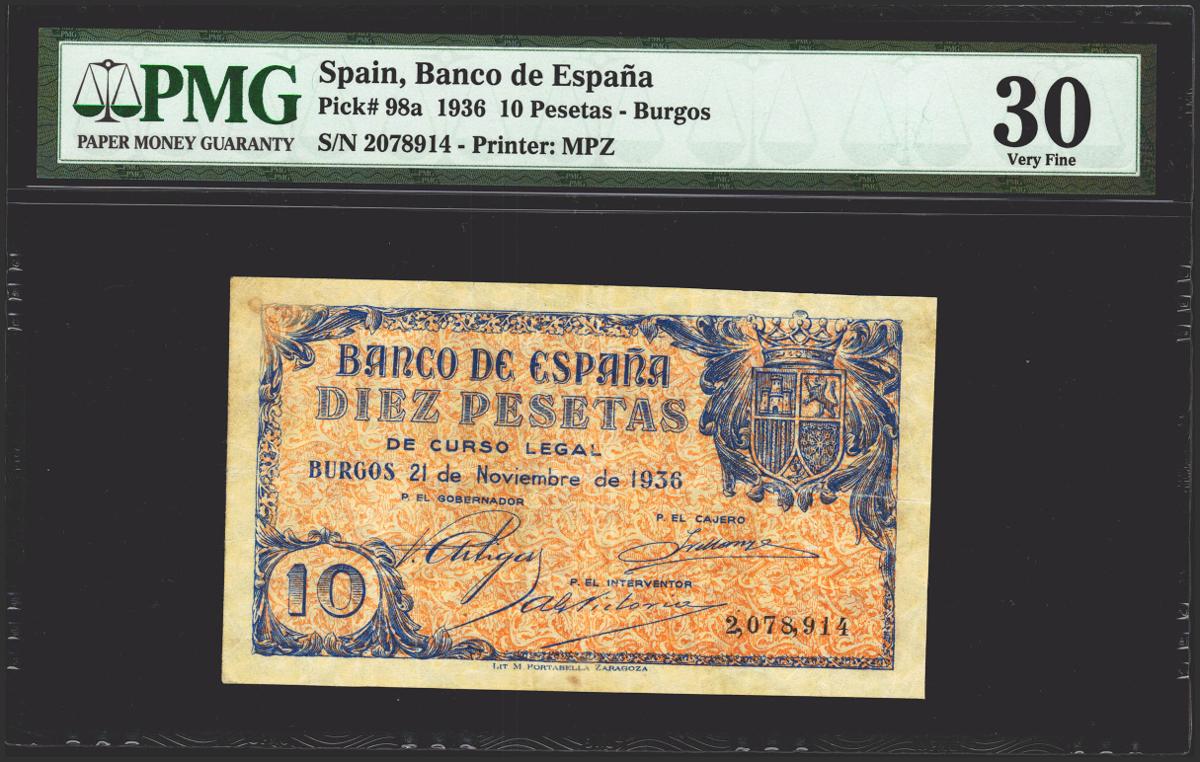 PMG
PAPER MONEY GUARANTY
Spain, Banco de España
Pick# 98a 1936 10 Pesetas - Burgos
S/N 2078914 - Printer: MPZ
30
Very Fine
BANCO DE ESPAÑA
DIEZ PESETAS
DE CURSO LEGAL
BURGOS 21 de Noviembre de 1936
P. EL GOBERNADOR
P. EL CAJERO
P. EL INTERVENTOR
10
2,078,914
LIT M PORTABELLA ZARAGOZA